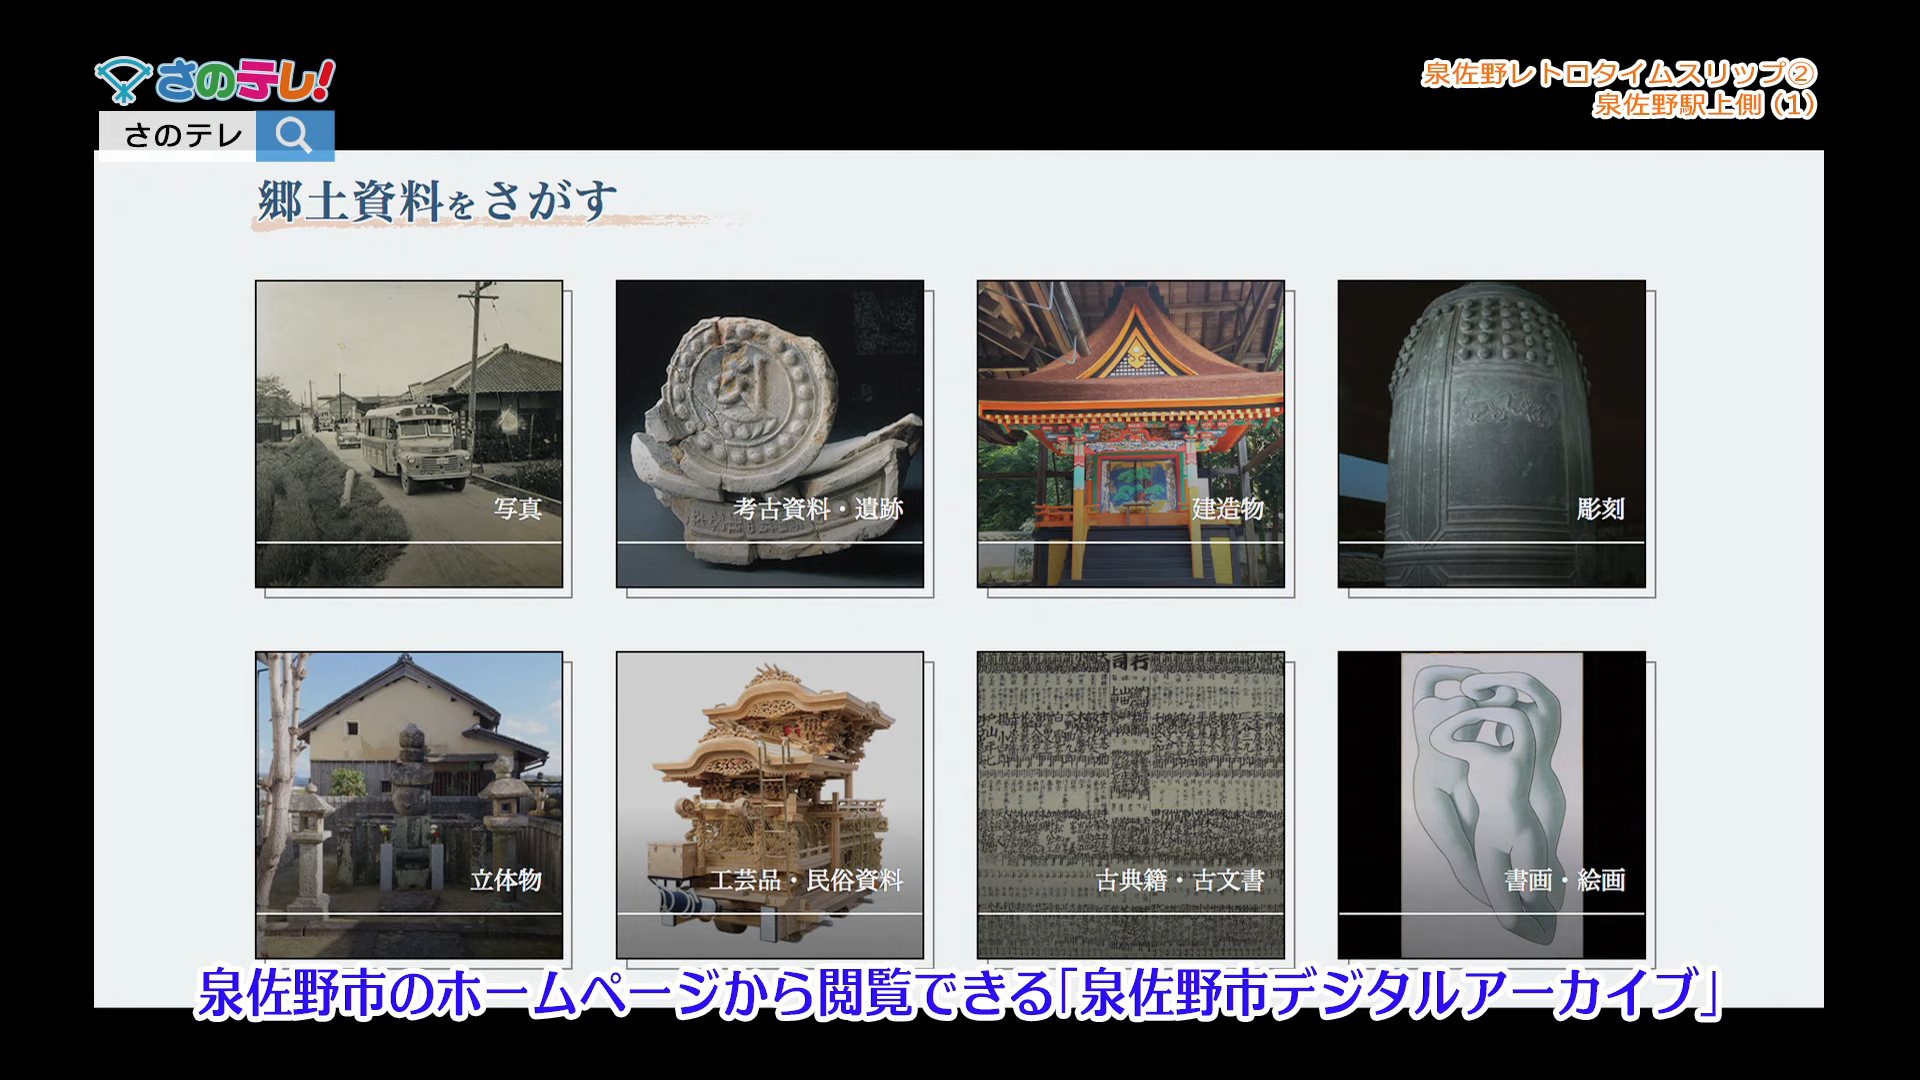 さのテレ!
泉佐野レトロタイムスリップ②
泉佐野駅上側(1)
さのテレ
郷土資料をさがす
写真
考古資料・遺跡
建造物
彫刻
立体物
工芸品・民俗資料
行司
古典籍・古文書
書画・絵画
泉佐野市のホームページから閲覧できる「泉佐野市デジタルアーカイブ」